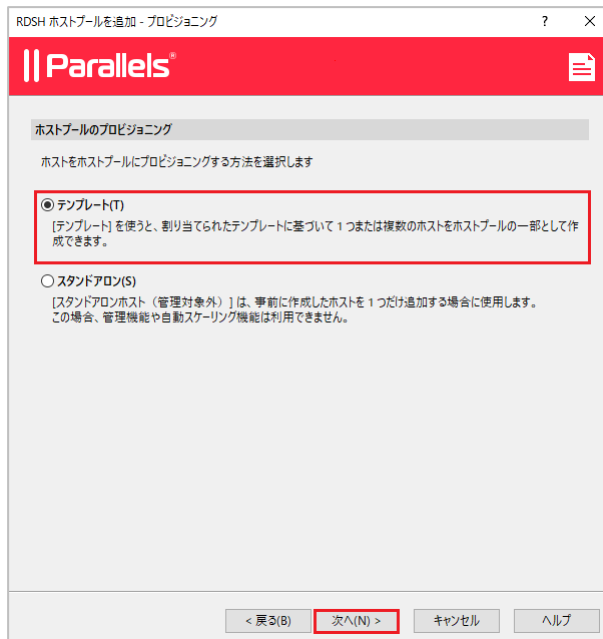 RDSH ホストプールを追加 - プロビジョニング
Parallels®
ホストプールのプロビジョニング
ホストをホストプールにプロビジョニングする方法を選択します
テンプレート(T)
[テンプレート] を使うと、割り当てられたテンプレートに基づいて 1 つまたは複数のホストをホストプールの一部として作
成できます。
スタンドアロン(S)
[スタンドアロンホスト（管理対象外）] は、事前に作成したホストを 1 つだけ追加する場合に使用します。
この場合、管理機能や自動スケーリング機能は利用できません。
< 戻る(B) 次へ(N) > キャンセル ヘルプ